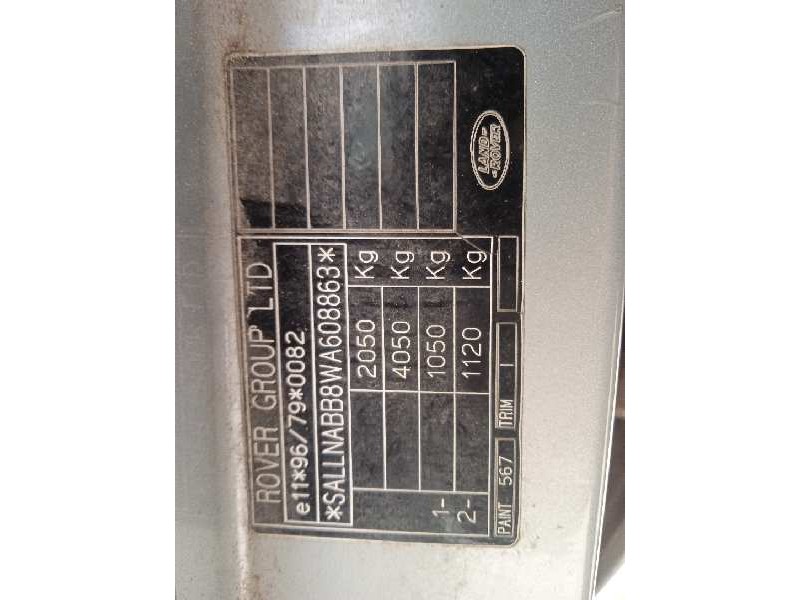 ROVER GROUP LTD
e11*96/79*0082
*SALLNABB8WA608863*
2050 Kg
4050 Kg
1- 1050 Kg
2- 1120 Kg
PAINT 567 TRIM I
LAND
ROVER